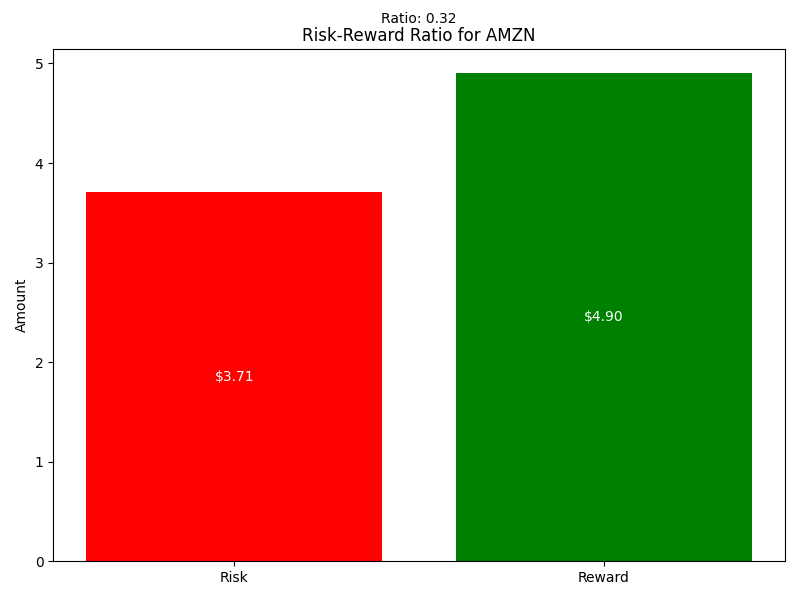 Ratio: 0.32
Risk-Reward Ratio for AMZN
Amount
5
4
3
2
1
0
$3.71
$4.90
Risk
Reward